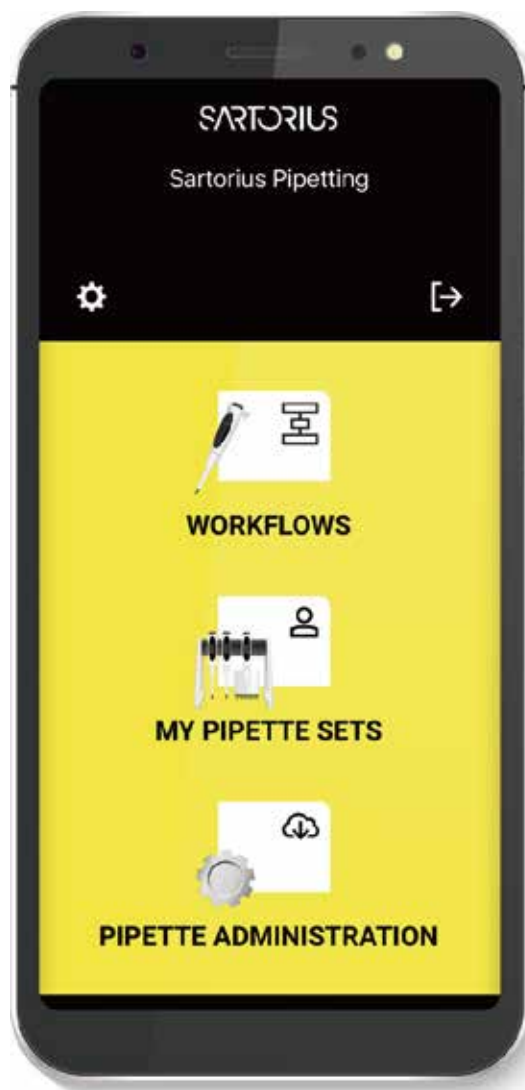 SARTORIUS
Sartorius Pipetting
WORKFLOWS
MY PIPETTE SETS
PIPETTE ADMINISTRATION